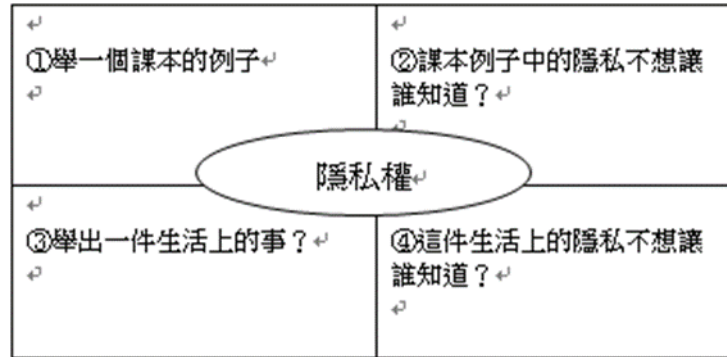 ①舉一個課本的例子
②課本例子中的隱私不想讓
誰知道？
隱私權
③舉出一件生活上的事？
④這件生活上的隱私不想讓
誰知道？